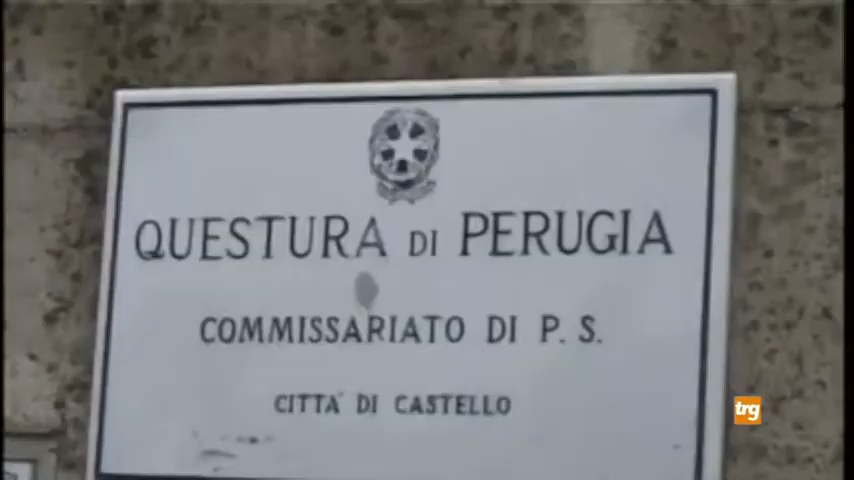 QUESTURA DI PERUGIA
COMMISSARIATO DI P. S.
CITTA' DI CASTELLO
trg